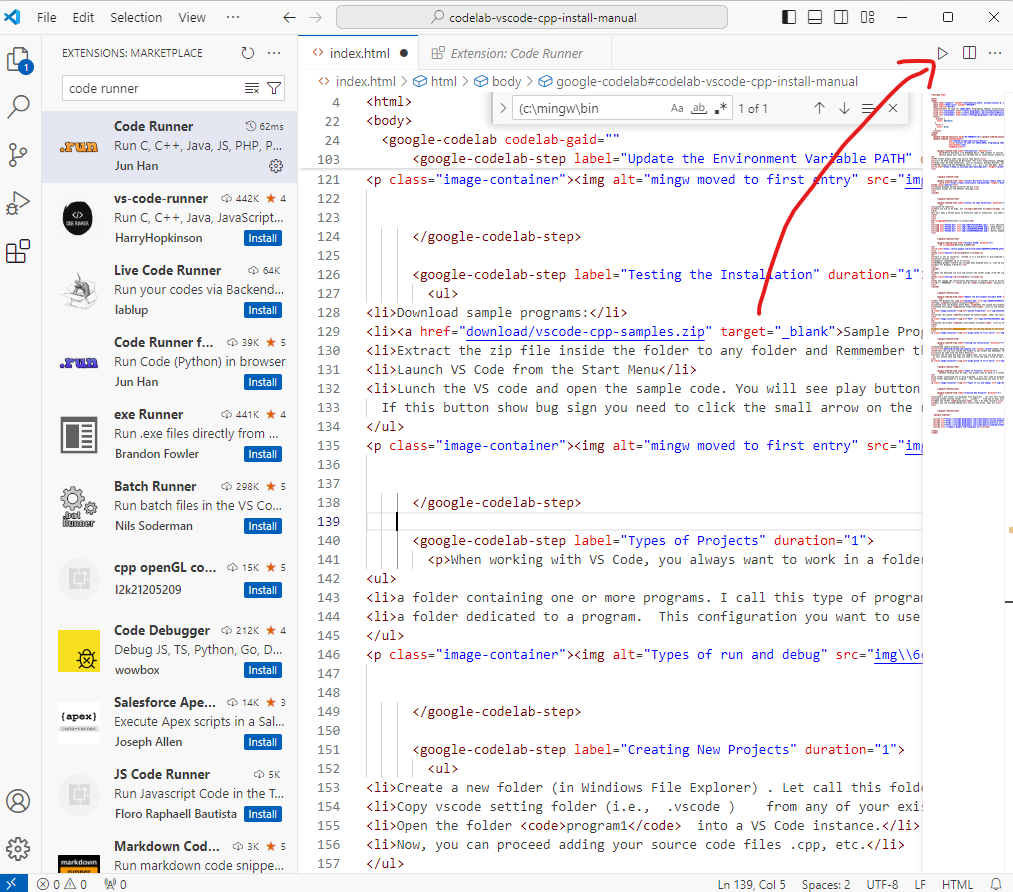 File Edit Selection View ··· codelab-vscode-cpp-install-manual
EXTENSIONS: MARKETPLACE
1
code runner
Code Runner 62ms
Run C, C++, Java, JS, PHP, P...
Jun Han
.run
vs-code-runner 442K 4
Run C, C++, Java, JavaScript...
HarryHopkinson Install
CODE RUNNER
Live Code Runner 64K
Run your codes via Backend...
lablup Install
Code Runner f... 39K 5
Run Code (Python) in browser
Jun Han Install
.run
exe Runner 441K 4
Run .exe files directly from ...
Brandon Fowler Install
Batch Runner 298K 5
Run batch files in the VS Co...
Nils Soderman Install
.bat Runner
cpp openGL co... 15K 5
l2k21205209 Install
Code Debugger 212K 4
Debug JS, TS, Python, Go, D...
wowbox Install
Salesforce Ape... 14K 3
Execute Apex scripts in a Sal...
Joseph Allen Install
{apex}
code-runner
JS Code Runner 5K
Run Javascript Code in the T...
Floro Raphaell Bautista Install
Markdown Cod... 3K 5
Run markdown code snippe...
markdown
index.html Extension: Code Runner
index.html > html > body > google-codelab#codelab-vscode-cpp-install-manual
(c:\mingw\bin Aa ab .* 1 of 1
4 <html>
22 <body>
24 <google-codelab codelab-gaid=""
103 <google-codelab-step label="Update the Environment Variable PATH"
121 <p class="image-container"><img alt="mingw moved to first entry" src="img
122
123
124 </google-codelab-step>
125
126 <google-codelab-step label="Testing the Installation" duration="1"
127 <ul>
128 <li>Download sample programs:</li>
129 <li><a href="download/vscode-cpp-samples.zip" target="_blank">Sample Prog
130 <li>Extract the zip file inside the folder to any folder and Remmember th
131 <li>Launch VS Code from the Start Menu</li>
132 <li>Lunch the VS code and open the sample code. You will see play button
133 If this button show bug sign you need to click the small arrow on the
134 </ul>
135 <p class="image-container"><img alt="mingw moved to first entry" src="img
136
137
138 </google-codelab-step>
139
140 <google-codelab-step label="Types of Projects" duration="1">
141 <p>When working with VS Code, you always want to work in a folder
142 <ul>
143 <li>a folder containing one or more programs. I call this type of program
144 <li>a folder dedicated to a program.  This configuration you want to use
145 </ul>
146 <p class="image-container"><img alt="Types of run and debug" src="img\\6
147
148
149 </google-codelab-step>
150
151 <google-codelab-step label="Creating New Projects" duration="1">
152 <ul>
153 <li>Create a new folder (in Windows File Explorer) . Let call this folde
154 <li>Copy vscode setting folder (i.e.,  .vscode )    from any of your exis
155 <li>Open the folder <code>program1</code>  into a VS Code instance.</li>
156 <li>Now, you can proceed adding your source code files .cpp, etc.</li>
157 </ul>
0 0 0 Ln 139, Col 5 Spaces: 2 UTF-8 LF HTML